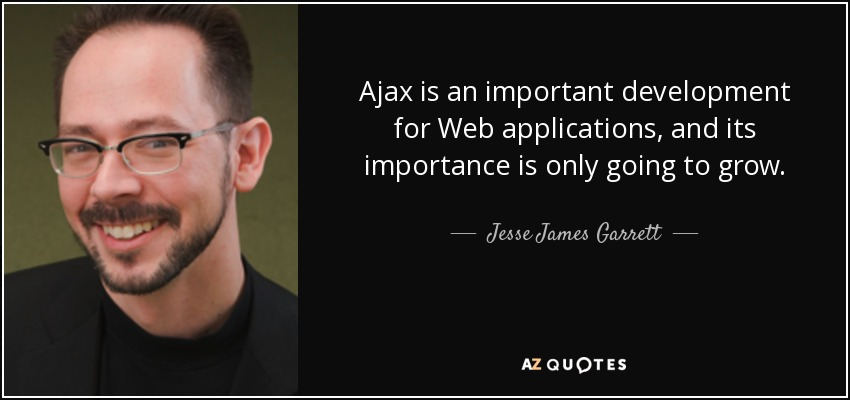 Ajax is an important development
for Web applications, and its
importance is only going to grow.
Jesse James Garrett
AZ QUOTES